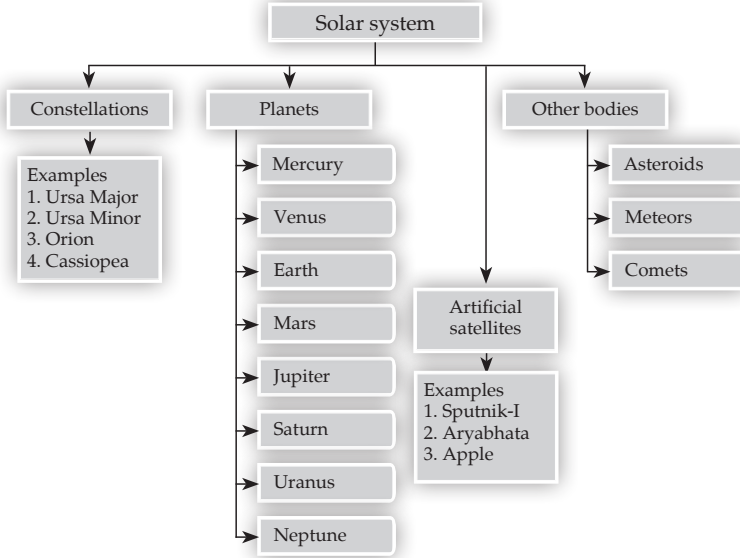 Solar system
Constellations
Examples
1. Ursa Major
2. Ursa Minor
3. Orion
4. Cassiopea
Planets
Mercury
Venus
Earth
Mars
Jupiter
Saturn
Uranus
Neptune
Artificial
satellites
Examples
1. Sputnik-I
2. Aryabhata
3. Apple
Other bodies
Asteroids
Meteors
Comets